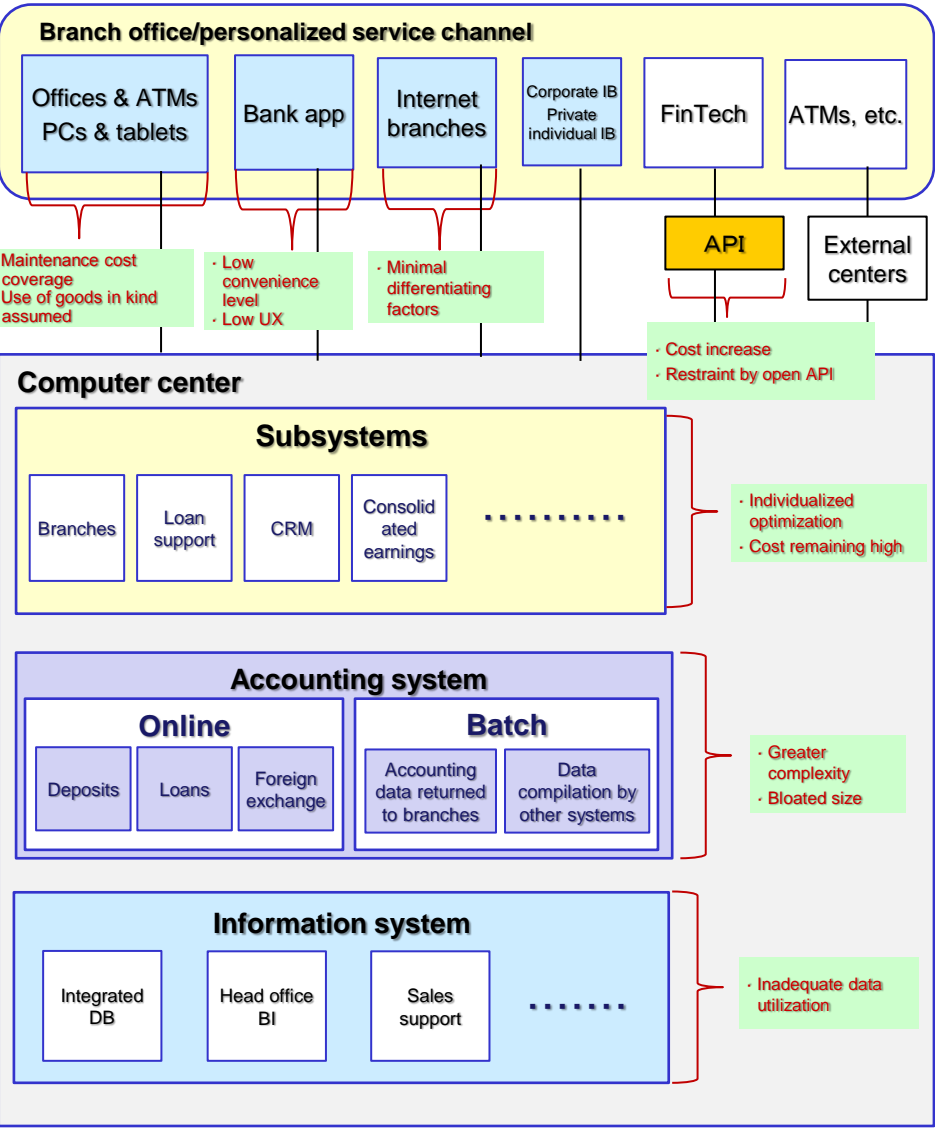 Branch office/personalized service channel
Offices & ATMs
PCs & tablets
Bank app
Internet
branches
Corporate IB
Private
individual IB
FinTech
ATMs, etc.
Maintenance cost
coverage
Use of goods in kind
assumed
· Low
convenience
level
· Low UX
· Minimal
differentiating
factors
API
External
centers
· Cost increase
· Restraint by open API
Computer center
Subsystems
Branches
Loan
support
CRM
Consolid
ated
earnings
··········
· Individualized
optimization
· Cost remaining high
Accounting system
Online
Deposits
Loans
Foreign
exchange
Batch
Accounting
data returned
to branches
Data
compilation by
other systems
· Greater
complexity
· Bloated size
Information system
Integrated
DB
Head office
BI
Sales
support
·······
· Inadequate data
utilization